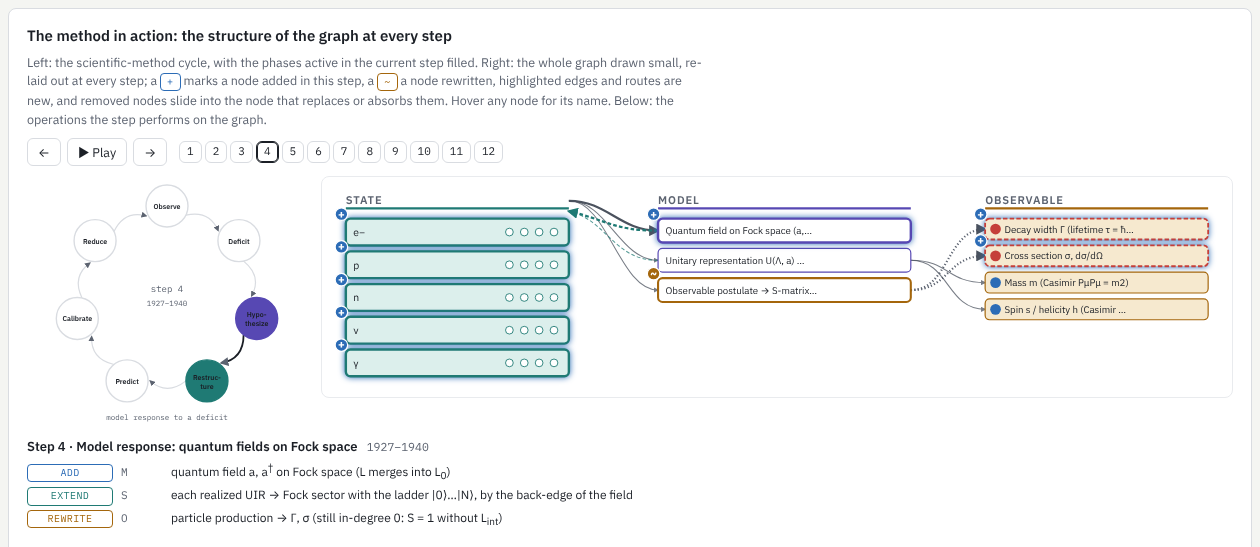 The method in action: the structure of the graph at every step
Left: the scientific-method cycle, with the phases active in the current step filled. Right: the whole graph drawn small, re-
laid out at every step; a + marks a node added in this step, a ~ a node rewritten, highlighted edges and routes are
new, and removed nodes slide into the node that replaces or absorbs them. Hover any node for its name. Below: the
operations the step performs on the graph.
← ▶ Play → 1 2 3 4 5 6 7 8 9 10 11 12
Observe
Deficit
Hypo-
thesize
Restruc-
ture
Predict
Calibrate
Reduce
step 4
1927–1940
model response to a deficit
STATE
+
e−
+
p
+
n
+
ν
+
γ
MODEL
+
Quantum field on Fock space (a,...
Unitary representation U(Λ, a) ...
~
Observable postulate → S-matrix...
OBSERVABLE
+
Decay width Γ (lifetime τ = ħ...
+
Cross section σ, dσ/dΩ
Mass m (Casimir PμPμ = m2)
Spin s / helicity h (Casimir ...
Step 4 · Model response: quantum fields on Fock space 1927–1940
ADD M quantum field a, a† on Fock space (L merges into L0)
EXTEND S each realized UIR → Fock sector with the ladder |0⟩...|N⟩, by the back-edge of the field
REWRITE O particle production → Γ, σ (still in-degree 0: S = 1 without Lint)